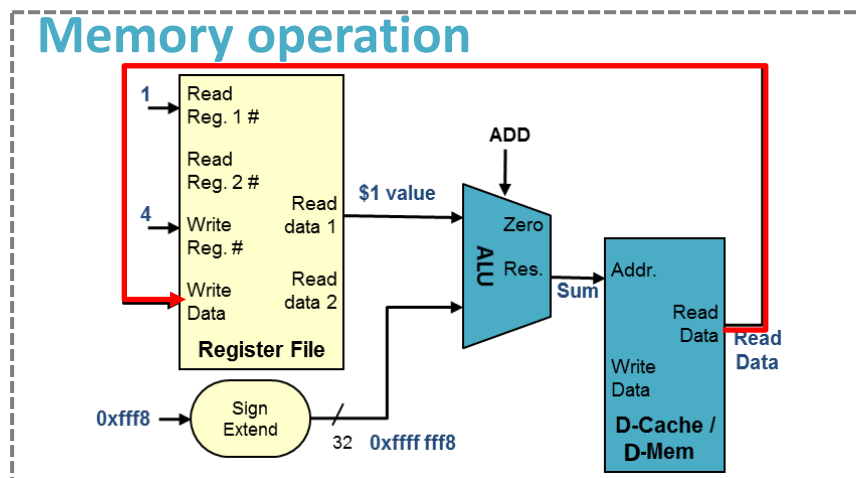 Memory operation
1
Read
Reg. 1 #
Read
Reg. 2 #
4
Write
Reg. #
Write
Data
Read
data 1
Read
data 2
Register File
$1 value
ADD
Zero
ALU
Res.
Sum
Addr.
Read
Data
Write
Data
D-Cache /
D-Mem
Read
Data
0xfff8
Sign
Extend
32
0xffff fff8